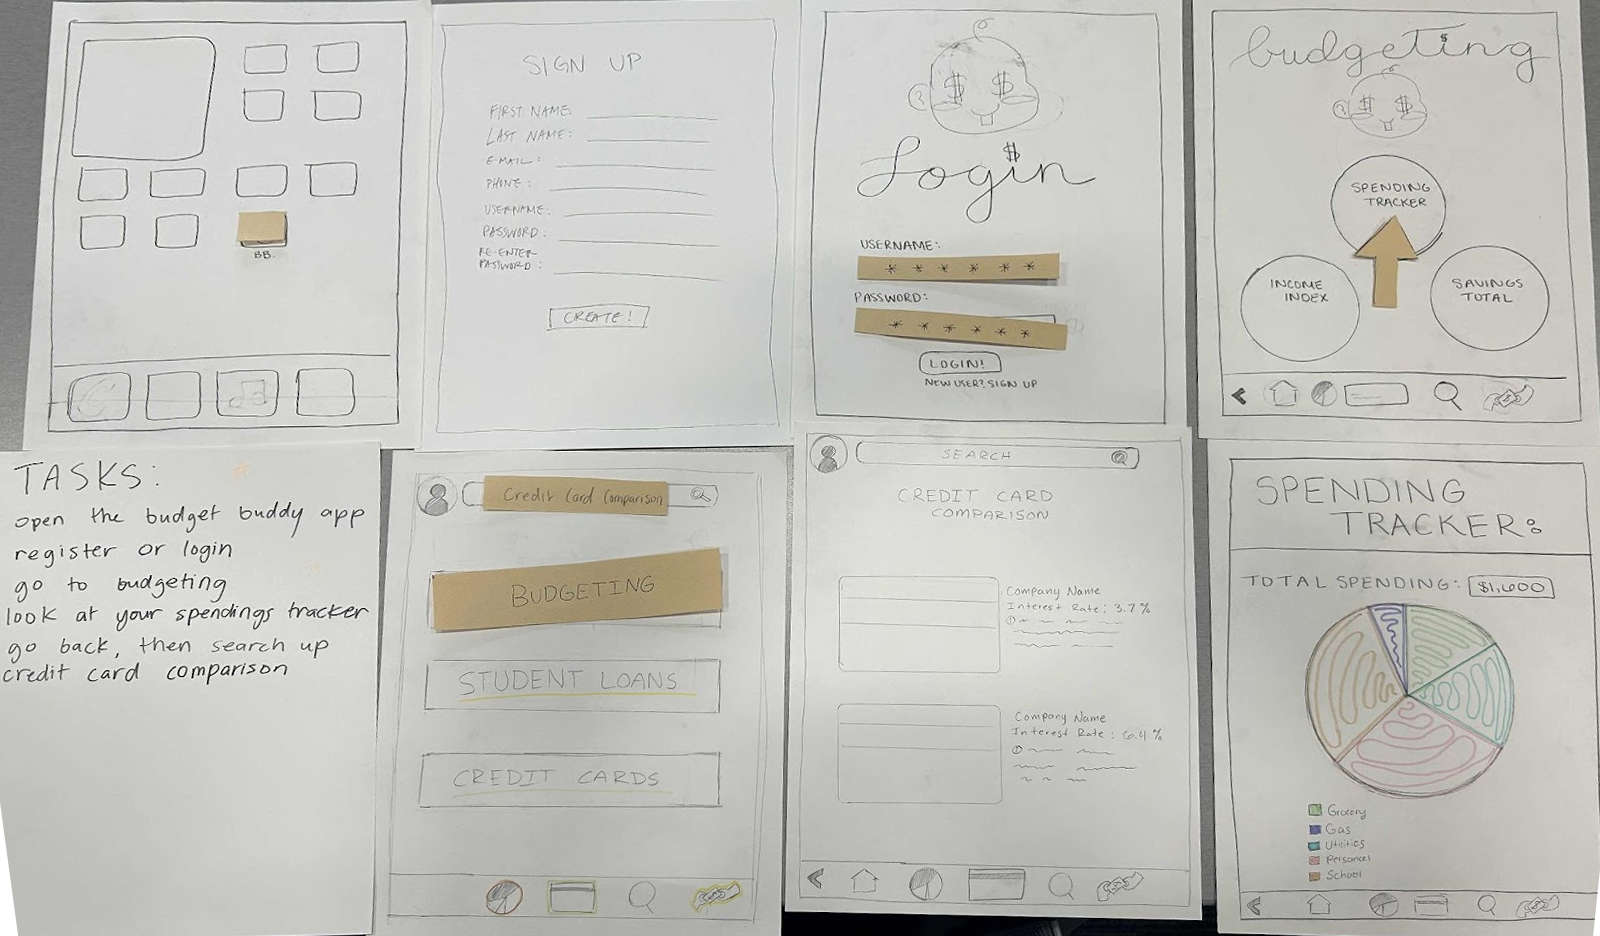 BB.
SIGN UP
FIRST NAME:
LAST NAME:
E-MAIL:
PHONE:
USERNAME:
PASSWORD:
RE-ENTER
PASSWORD:
CREATE!
$ $
$
Login
USERNAME:
* * * * * *
PASSWORD:
* * * * * *
LOGIN!
NEW USER? SIGN UP
budgeting
$ $
SPENDING
TRACKER
INCOME
INDEX
SAVINGS
TOTAL
TASKS:
open the budget buddy app
register or login
go to budgeting
look at your spendings tracker
go back, then search up
credit card comparison
Credit Card Comparison
BUDGETING
STUDENT LOANS
CREDIT CARDS
SEARCH
CREDIT CARD
COMPARISON
Company Name
Interest Rate: 3.7%
Company Name
Interest Rate: 6.4%
SPENDING
TRACKER:
TOTAL SPENDING: $1,600
Grocery
Gas
Utilities
Personal
School